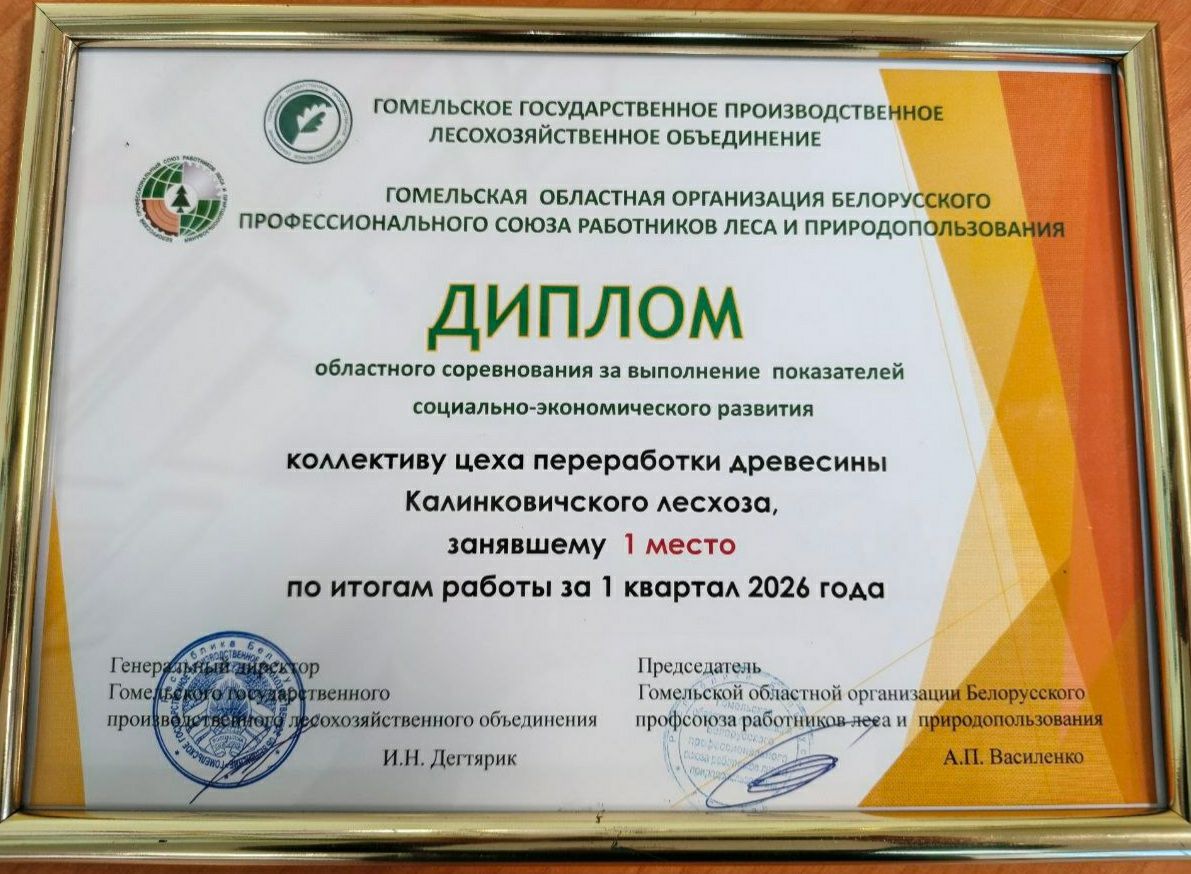 ГОМЕЛЬСКОЕ ГОСУДАРСТВЕННОЕ ПРОИЗВОДСТВЕННОЕ
ЛЕСОХОЗЯЙСТВЕННОЕ ОБЪЕДИНЕНИЕ
ГОМЕЛЬСКАЯ ОБЛАСТНАЯ ОРГАНИЗАЦИЯ БЕЛОРУССКОГО
ПРОФЕССИОНАЛЬНОГО СОЮЗА РАБОТНИКОВ ЛЕСА И ПРИРОДОПОЛЬЗОВАНИЯ
ДИПЛОМ
областного соревнования за выполнение показателей
социально-экономического развития
коллективу цеха переработки древесины
Калинковичского лесхоза,
занявшему 1 место
по итогам работы за 1 квартал 2026 года
Генеральный директор
Гомельского государственного
производственного лесохозяйственного объединения
И.Н. Дегтярик
Председатель
Гомельской областной организации Белорусского
профсоюза работников леса и природопользования
А.П. Василенко